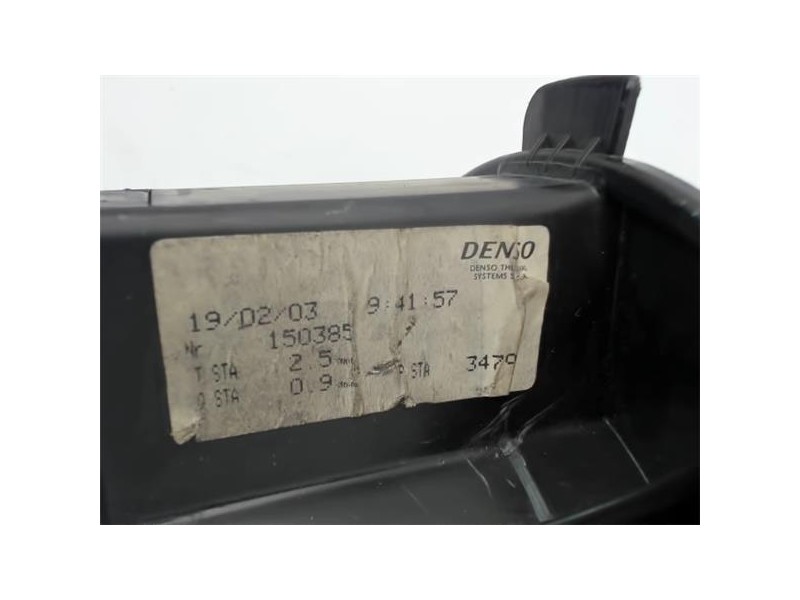 DENSO
DENSO
SYSTEMS
19/02/03 9:41:57
Nr 150385
T STA 2.5 STA 3479
Q STA 0.9